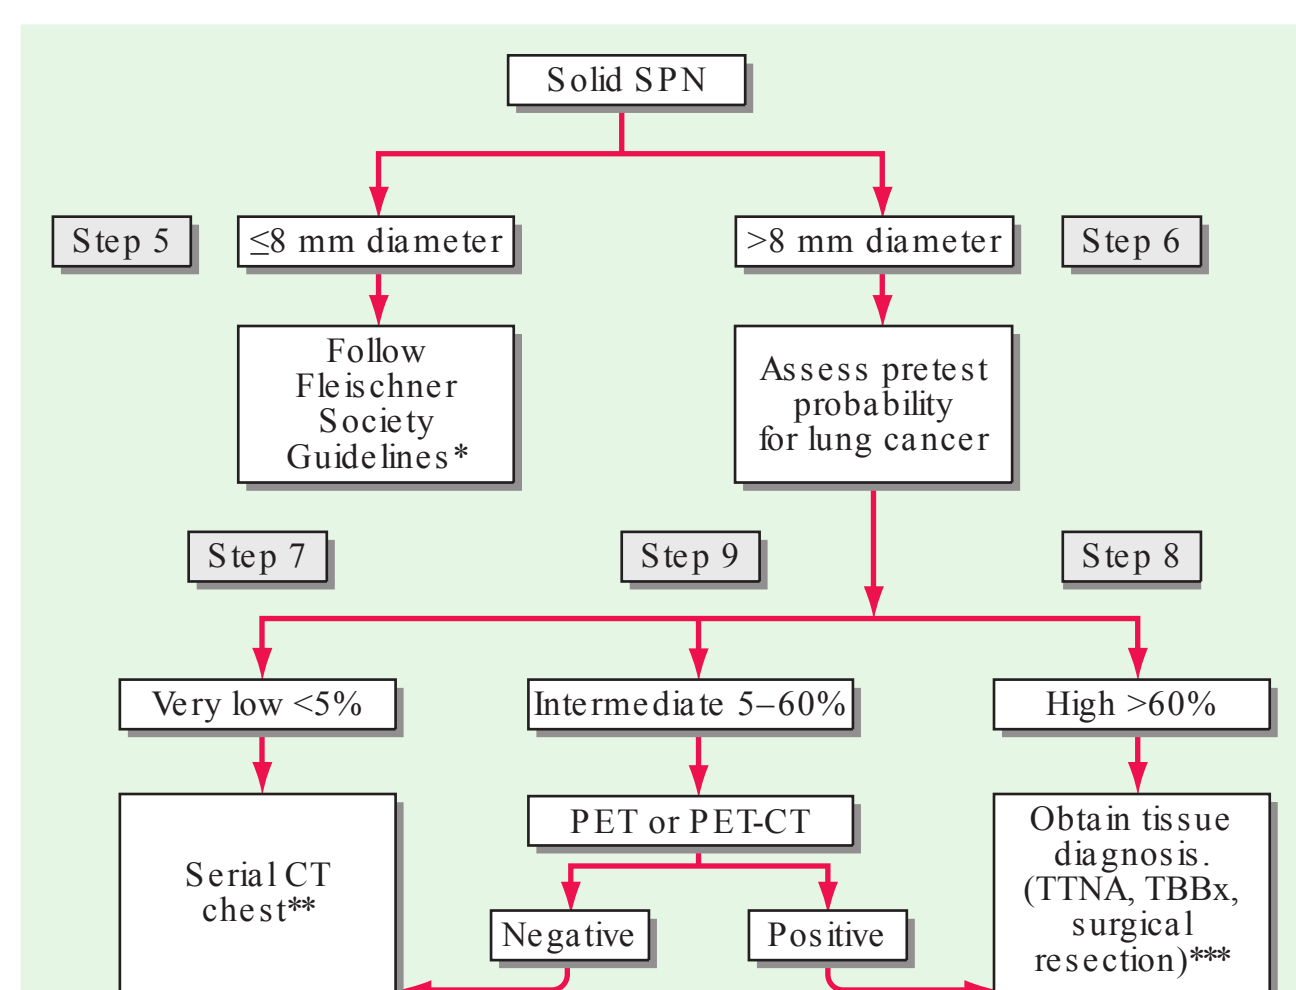 Solid SPN
Step 5
≤8 mm diameter
>8 mm diameter
Step 6
Follow
Fleischner
Society
Guidelines*
Assess pretest
probability
for lung cancer
Step 7
Step 9
Step 8
Very low <5%
Intermediate 5–60%
High >60%
Serial CT
chest**
PET or PET-CT
Negative
Positive
Obtain tissue
diagnosis.
(TTNA, TBBx,
surgical
resection)***